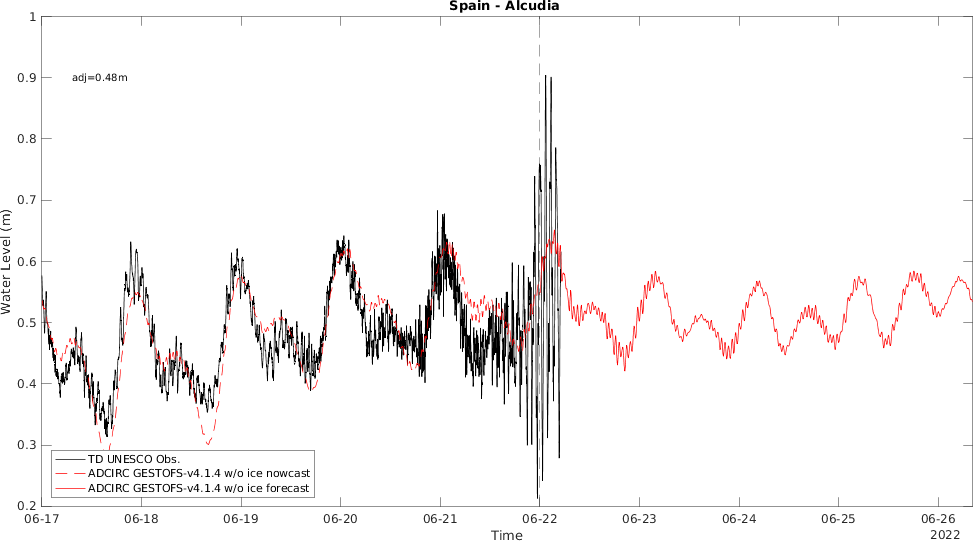 Spain - Alcudia
1
0.9
0.8
0.7
0.6
0.5
0.4
0.3
0.2
Water Level (m)
adj=0.48m
TD UNESCO Obs.
ADCIRC GESTOFS-v4.1.4 w/o ice nowcast
ADCIRC GESTOFS-v4.1.4 w/o ice forecast
06-17 06-18 06-19 06-20 06-21 06-22 06-23 06-24 06-25 06-26
2022
Time